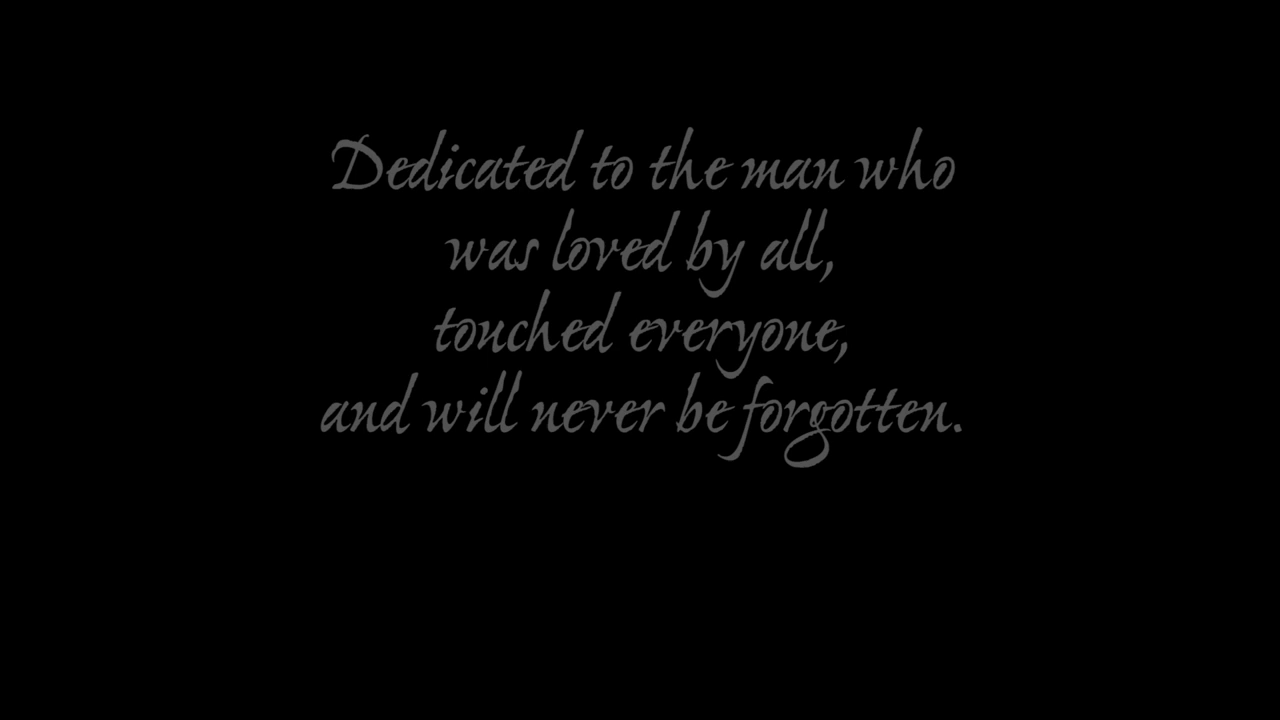 Dedicated to the man who
was loved by all,
touched everyone,
and will never be forgotten.